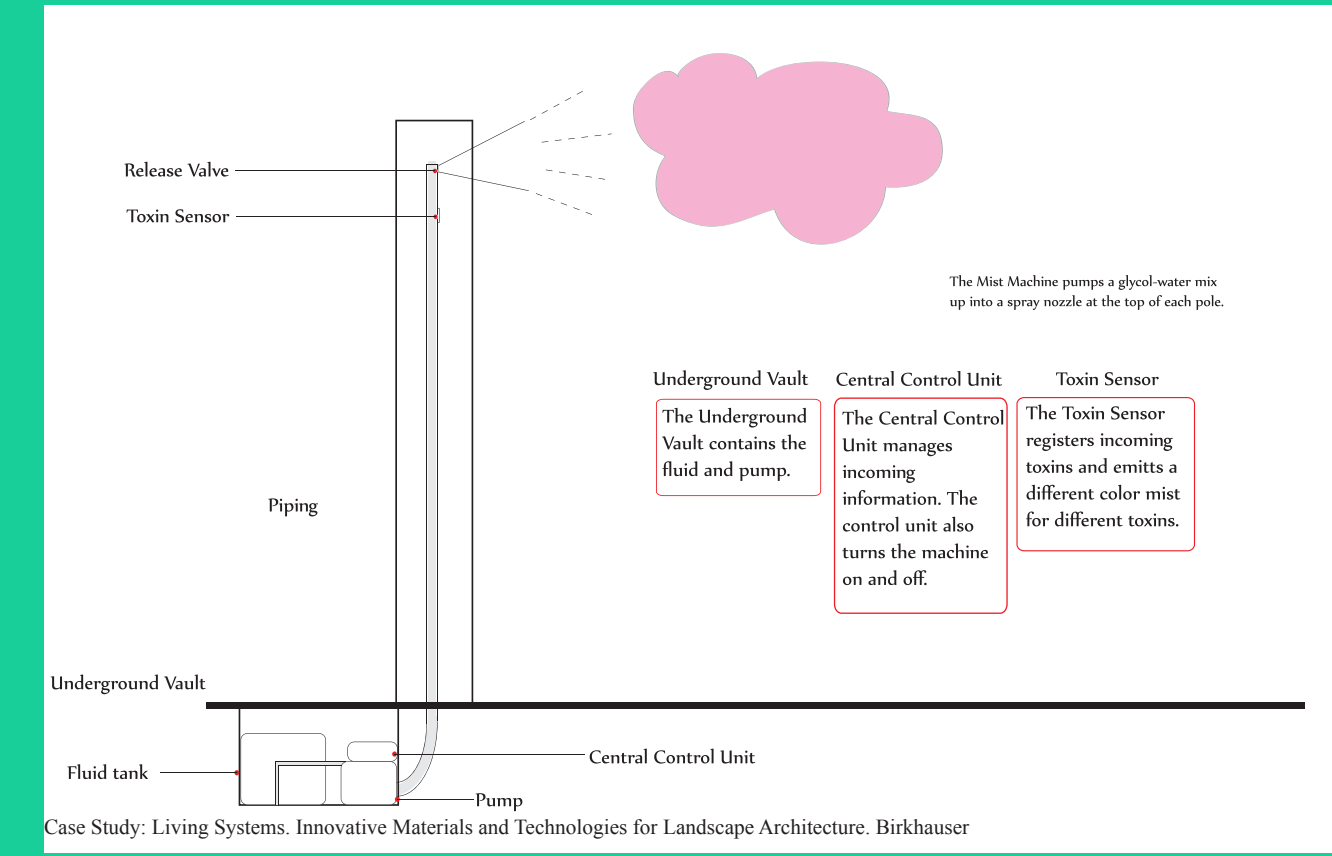 Release Valve
Toxin Sensor
The Mist Machine pumps a glycol-water mix
up into a spray nozzle at the top of each pole.
Underground Vault
The Underground
Vault contains the
fluid and pump.
Central Control Unit
The Central Control
Unit manages
incoming
information. The
control unit also
turns the machine
on and off.
Toxin Sensor
The Toxin Sensor
registers incoming
toxins and emitts a
different color mist
for different toxins.
Piping
Underground Vault
Central Control Unit
Fluid tank
Pump
Case Study: Living Systems. Innovative Materials and Technologies for Landscape Architecture. Birkhauser